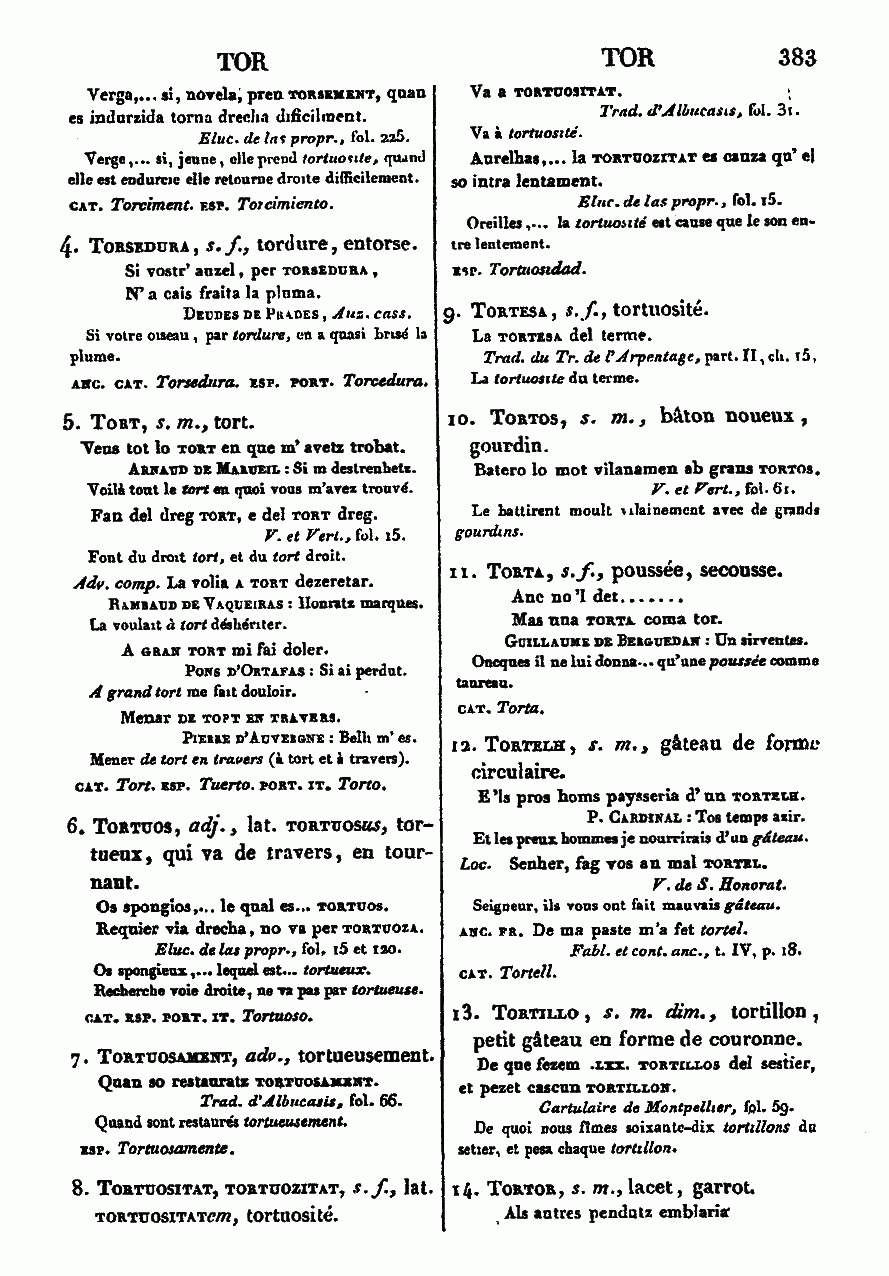 TOR
TOR 383
Verga,... si, novela, pren TORSEMENT, quan
es indurzida torna drecha dificilment.
Eluc. de las propr., fol. 225.
Verge,... si, jeune, elle prend tortuosite, quand
elle est endurcie elle retourne droite difficilement.
CAT. Torciment. ESP. Torcimiento.
4. TORSEDURA, s. f., tordure, entorse.
Si vostr' auzel, per TORSEDURA,
N' a cais fraita la pluma.
DEUDES DE PRADES, Auz. cass.
Si votre oiseau, par tordure, en a quasi brisé la
plume.
ANC. CAT. Torsedura. ESP. PORT. Torcedura.
5. TORT, s. m., tort.
Vens tot lo TORT en que m' avetz trobat.
ARNAUD DE MARUEIL : Si m destrenhetz.
Voilà tout le tort en quoi vous m'avez trouvé.
Fan del dreg TORT, e del TORT dreg.
V. et Vert., fol. 15.
Font du droit tort, et du tort droit.
Adv. comp. La volia A TORT dezeretar.
RAMBAUD DE VAQUEIRAS : Honratz marques.
La voulait à tort déshériter.
A GRAN TORT mi fai doler.
PONS D'ORTAFAS : Si ai perdut.
A grand tort me fait douloir.
Menar DE TOPT EN TRAVERS.
PIERRE D'AUVERGNE : Belh m' es.
Mener de tort en travers (à tort et à travers).
CAT. Tort. ESP. Tuerto. PORT. IT. Torto.
6. TORTUOS, adj., lat. TORTUOSUS, tor-
tueux, qui va de travers, en tour-
nant.
Os spongios,... le qual es... TORTUOS.
Requier via drecha, no va per TORTUOZA.
Eluc. de las propr., fol. 15 et 120.
Os spongieux,... lequel est... tortueux.
Recherche voie droite, ne va pas par tortueuse.
CAT. ESP. PORT. IT. Tortuoso.
7. TORTUOSAMENT, adv., tortueusement.
Quan so restauratz TORTUOSAMENT.
Trad. d'Albucasis, fol. 66.
Quand sont restaurés tortueusement.
ESP. Tortuosamente.
8. TORTUOSITAT, TORTUOZITAT, s. f., lat.
TORTUOSITATem, tortuosité.
Va a TORTUOSITAT.
Trad. d'Albucasis, fol. 31.
Va à tortuosité.
Aurelhas,... la TORTUOZITAT es cauza qu' el
so intra lentament.
Eluc. de las propr., fol. 15.
Oreilles,... la tortuosité est cause que le son en-
tre lentement.
ESP. Tortuosidad.
9. TORTESA, s. f., tortuosité.
La TORTESA del terme.
Trad. du Tr. de l'Arpentage, part. II, ch. 15,
La tortuosite du terme.
10. TORTOS, s. m., bâton noueux,
gourdin.
Batero lo mot vilanamen ab grans TORTOS.
V. et Vert., fol. 61.
Le battirent moult vilainement avec de grands
gourdins.
11. TORTA, s. f., poussée, secousse.
Anc no 'l det.......
Mas una TORTA coma tor.
GUILLAUME DE BERGUEDAN : Un sirventes.
Oncques il ne lui donna... qu'une poussée comme
taureau.
CAT. Torta.
12. TORTELH, s. m., gâteau de forme
circulaire.
E 'ls pros homs paysseria d' un TORTELH.
P. CARDINAL : Tos temps azir.
Et les preux hommes je nourrirais d'un gâteau.
Loc. Senher, fag vos an mal TORTEL.
V. de S. Honorat.
Seigneur, ils vous ont fait mauvais gâteau.
ANC. FR. De ma paste m'a fet tortel.
Fabl. et cont. anc., t. IV, p. 18.
CAT. Tortell.
13. TORTILLO, s. m. dim., tortillon,
petit gâteau en forme de couronne.
De que fezem .LXX. TORTILLOS del sestier,
et pezet cascun TORTILLON.
Cartulaire de Montpellier, fol. 59.
De quoi nous fîmes soixante-dix tortillons du
setier, et pesa chaque tortillon.
14. TORTOR, s. m., lacet, garrot.
Als autres pendutz emblaria